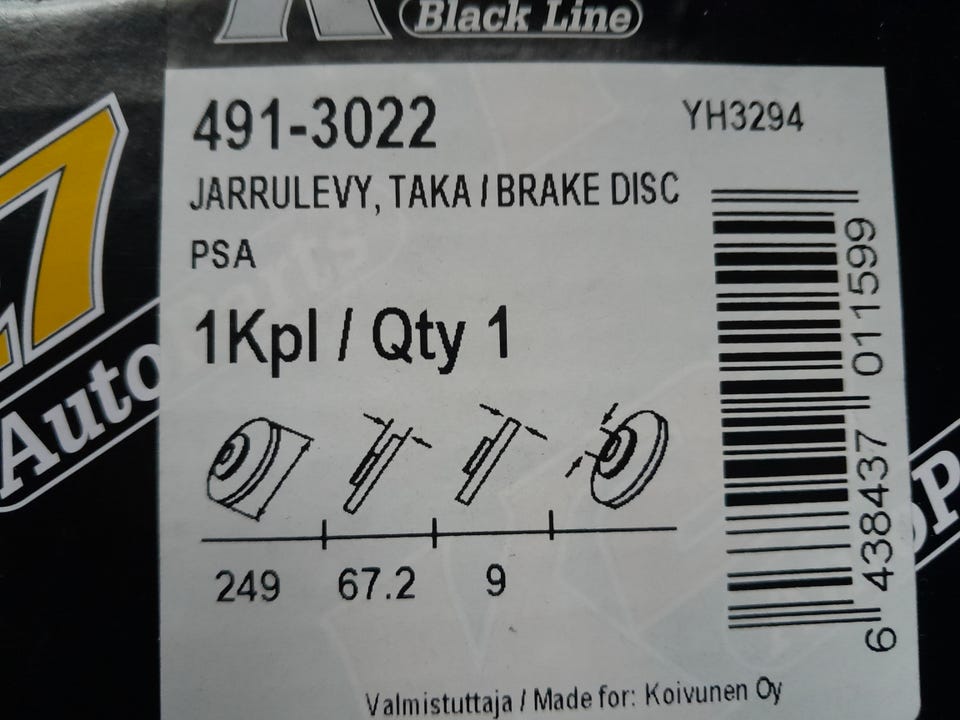 Black Line
491-3022
YH3294
JARRULEVY, TAKA / BRAKE DISC
PSA
1Kpl / Qty 1
7
Auto
249 67.2 9
6 438437 011599
P
Valmistuttaja / Made for: Koivunen Oy